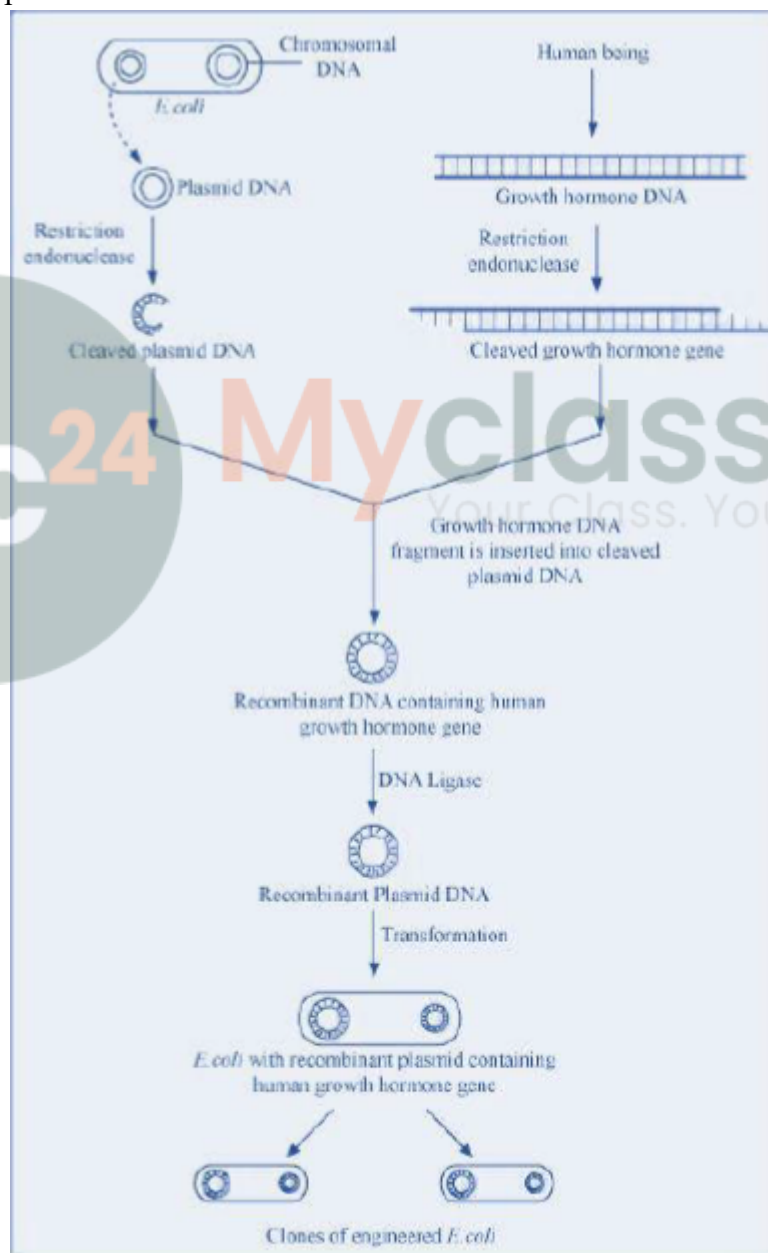 Chromosomal
DNA
E.coli
Human being
Plasmid DNA
Growth hormone DNA
Restriction
endonuclease
Restriction
endonuclease
Cleaved plasmid DNA
Cleaved growth hormone gene
24 Myclass
Your Class. You
Growth hormone DNA
fragment is inserted into cleaved
plasmid DNA
Recombinant DNA containing human
growth hormone gene
DNA Ligase
Recombinant Plasmid DNA
Transformation
E.coli with recombinant plasmid containing
human growth hormone gene
Clones of engineered E.coli